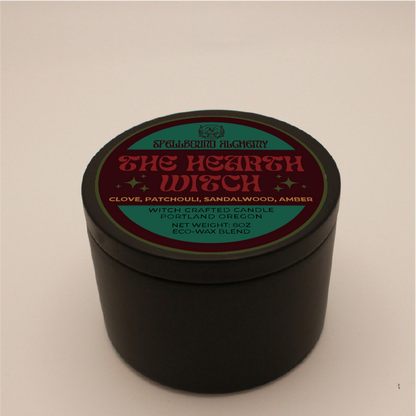 SPELLBOUND ALCHEMY
THE HEARTH
WITCH
CLOVE, PATCHOULI, SANDALWOOD, AMBER
WITCH CRAFTED CANDLE
PORTLAND OREGON
NET WEIGHT: 8OZ
ECO-WAX BLEND